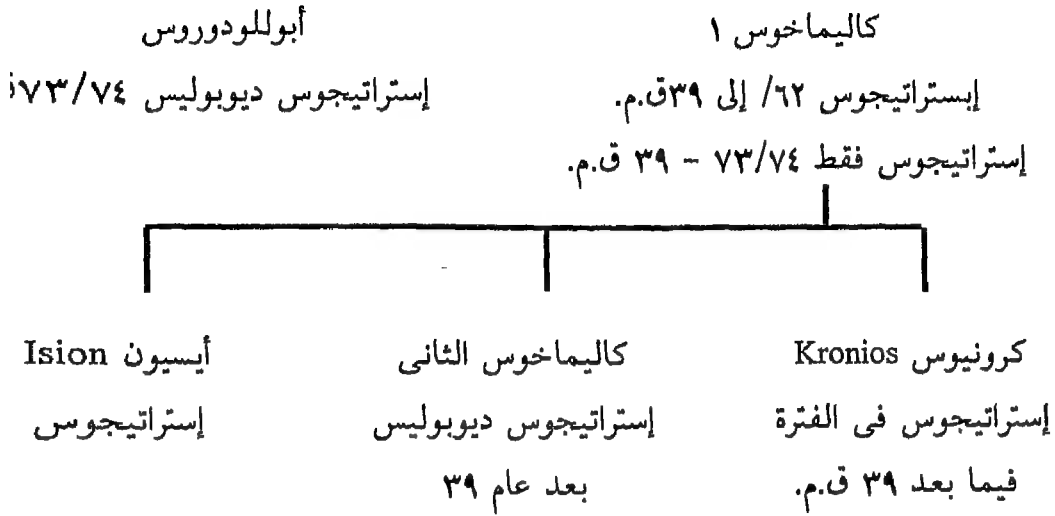 كاليماخوس ١
إبستراتيجوس ٦٢/ إلى ٣٩ق.م.
إستراتيجوس فقط ٧٣/٧٤ - ٣٩ ق.م.
أبوللودوروس
إستراتيجوس ديوبوليس ٧٣/٧٤ق
كرونيوس Kronios
إستراتيجوس فى الفترة
فيما بعد ٣٩ ق.م.
كاليماخوس الثانى
إستراتيجوس ديوبوليس
بعد عام ٣٩
أيسيون Ision
إستراتيجوس